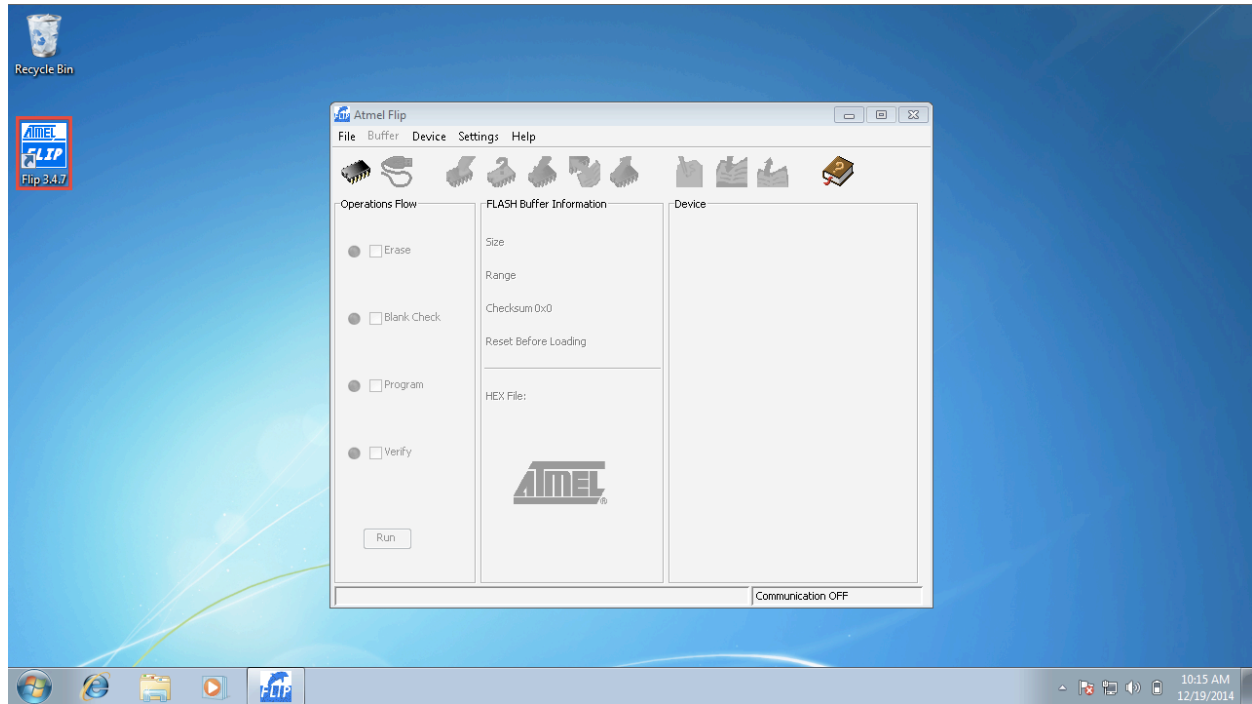 Recycle Bin
ATMEL
FLIP
Flip 3.4.7
FLIP
Atmel Flip
File Buffer Device Settings Help
?
?
Operations Flow
FLASH Buffer Information
Device
Erase
Size
Range
Blank Check
Checksum 0x0
Reset Before Loading
Program
HEX File:
Verify
ATMEL®
Run
Communication OFF
FLIP
10:15 AM
12/19/2014